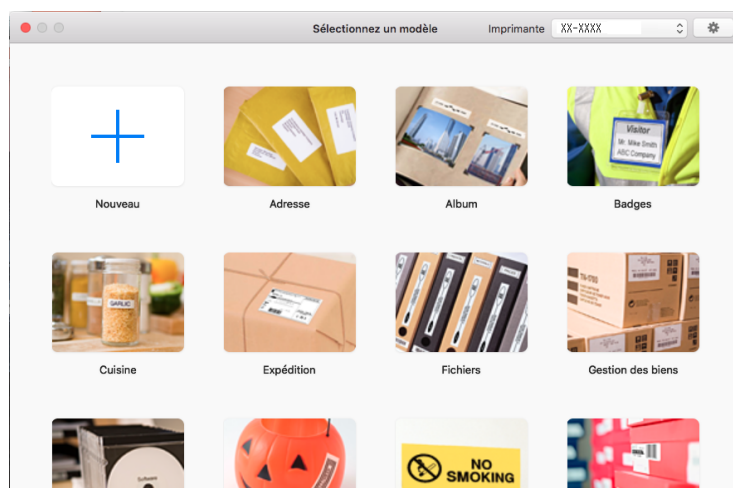 Sélectionnez un modèle
Imprimante XX-XXXX
Nouveau
Adresse
Album
Visitor
Mr. Mike Smith
ABC Company
Badges
GARLIC
Cuisine
Expédition
Fichiers
Gestion des biens
Software
NO
SMOKING